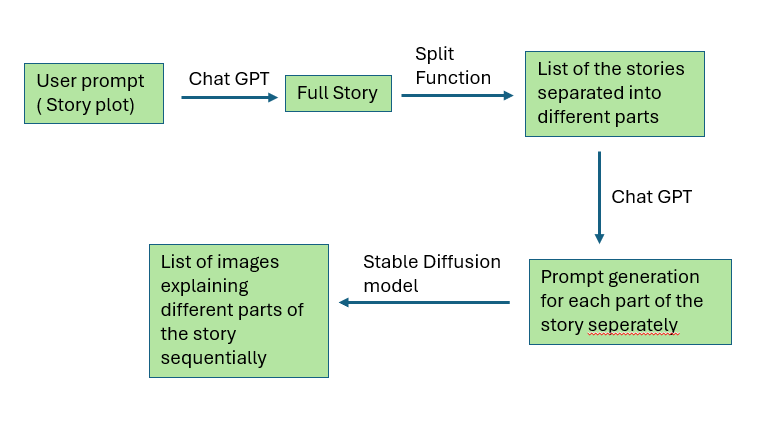 User prompt
( Story plot)
Chat GPT
Full Story
Split
Function
List of the stories
separated into
different parts
Chat GPT
Prompt generation
for each part of the
story seperately
Stable Diffusion
model
List of images
explaining
different parts of
the story
sequentially